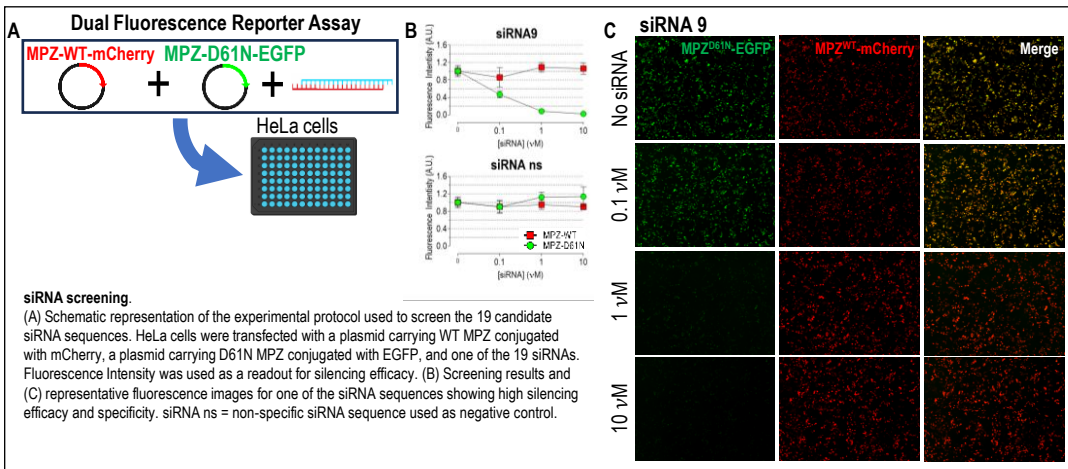 A
Dual Fluorescence Reporter Assay
MPZ-WT-mCherry
MPZ-D61N-EGFP
+
+
HeLa cells
B
siRNA9
Fluorescence Intentisty (A.U.)
1.6
1.2
0.8
0.4
0.0
0
0.1
1
10
[siRNA] (νM)
siRNA ns
Fluorescence Intentisty (A.U.)
1.6
1.2
0.8
0.4
0.0
MPZ-WT
MPZ-D61N
0
0.1
1
10
[siRNA] (νM)
C
siRNA 9
MPZD61N-EGFP
MPZWT-mCherry
Merge
No siRNA
0.1 νM
1 νM
10 νM
siRNA screening.
(A) Schematic representation of the experimental protocol used to screen the 19 candidate
siRNA sequences. HeLa cells were transfected with a plasmid carrying WT MPZ conjugated
with mCherry, a plasmid carrying D61N MPZ conjugated with EGFP, and one of the 19 siRNAs.
Fluorescence Intensity was used as a readout for silencing efficacy. (B) Screening results and
(C) representative fluorescence images for one of the siRNA sequences showing high silencing
efficacy and specificity. siRNA ns = non-specific siRNA sequence used as negative control.